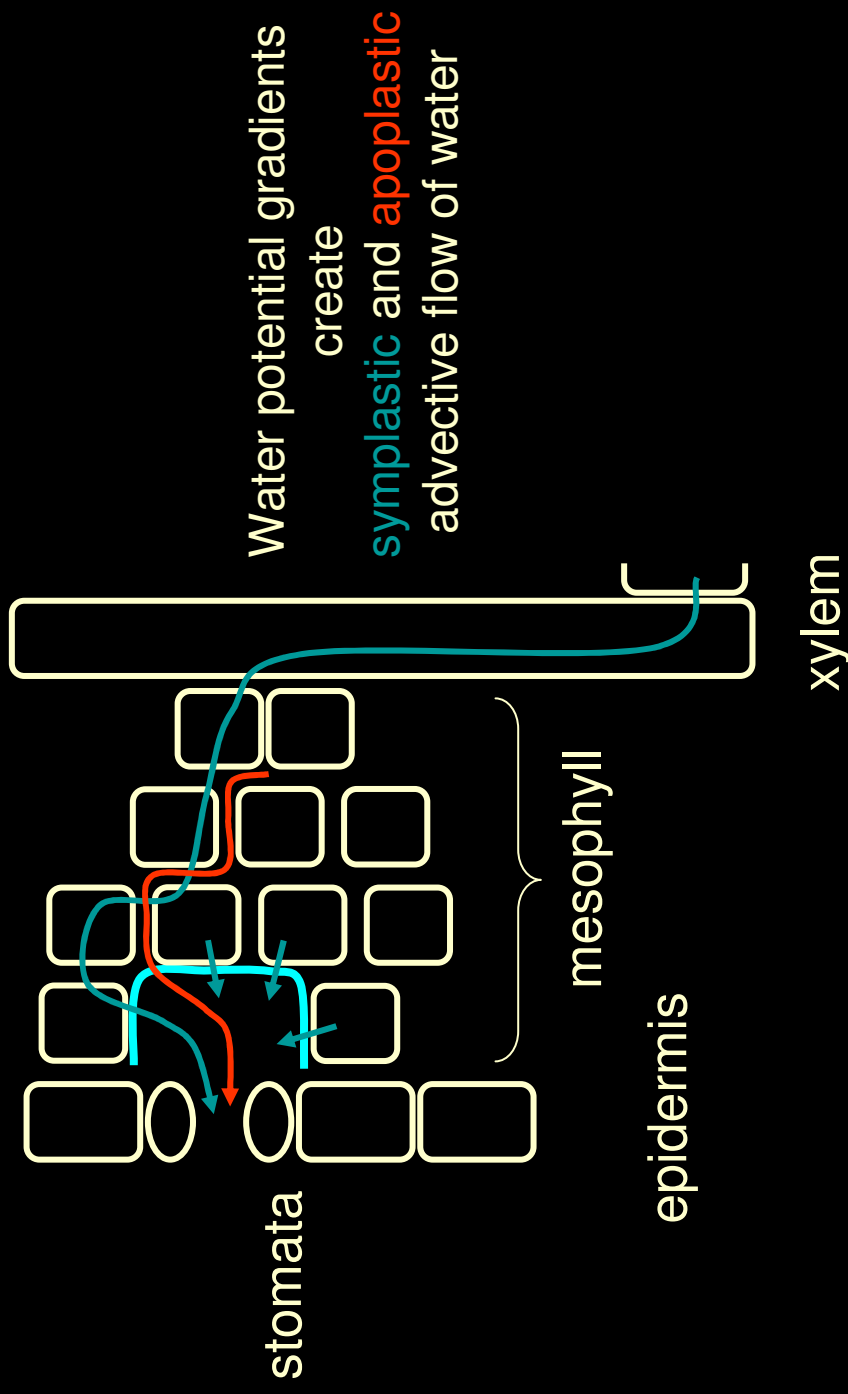 Water potential gradients
create
symplastic and apoplastic
advective flow of water
xylem
mesophyll
epidermis
stomata